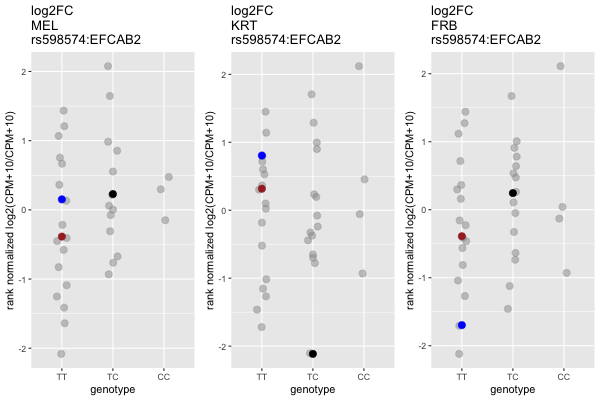 log2FC
MEL
rs598574:EFCAB2
rank normalized log2(CPM+10/CPM+10)
2
1
0
-1
-2
TT
TC
CC
genotype
log2FC
KRT
rs598574:EFCAB2
rank normalized log2(CPM+10/CPM+10)
2
1
0
-1
-2
TT
TC
CC
genotype
log2FC
FRB
rs598574:EFCAB2
rank normalized log2(CPM+10/CPM+10)
2
1
0
-1
-2
TT
TC
CC
genotype